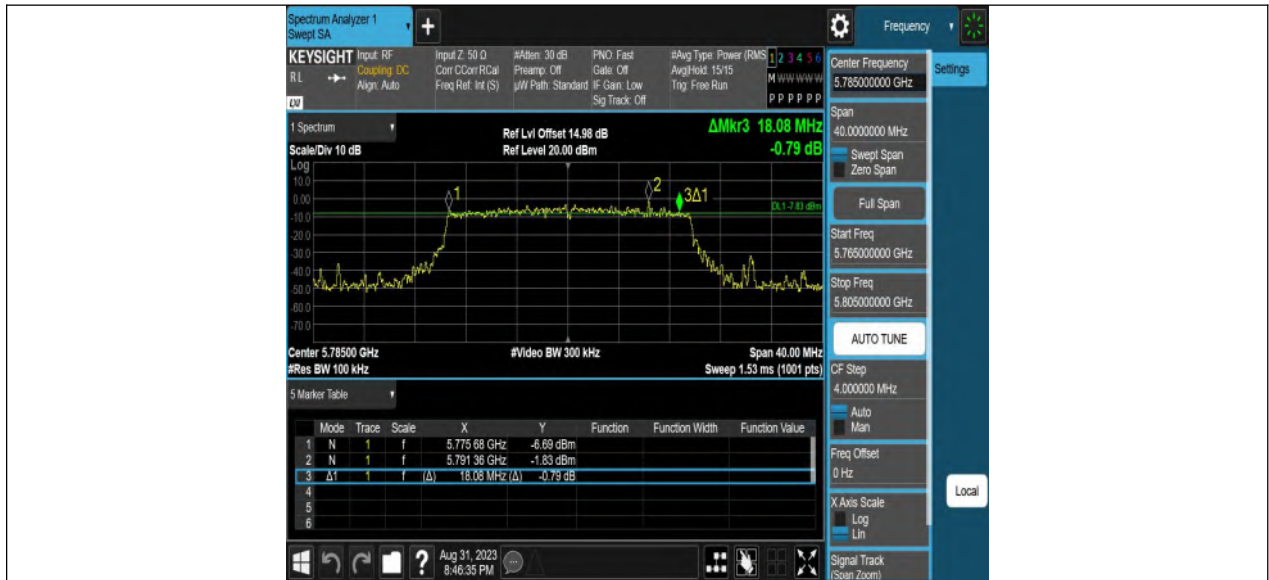 Spectrum Analyzer 1
Swept SA
+
Frequency
KEYSIGHT
RL
LXI
Input: RF
Coupling: DC
Align: Auto
Input Z: 50 Ω
Corr CCorr RCal
Freq Ref: Int (S)
#Atten: 30 dB
Preamp: Off
µW Path: Standard
PNO: Fast
Gate: Off
IF Gain: Low
Sig Track: Off
#Avg Type: Power (RMS
Avg|Hold: 15/15
Trig: Free Run
1 2 3 4 5 6
M W W W W W
P P P P P P
1 Spectrum
Scale/Div 10 dB
Ref Lvl Offset 14.98 dB
Ref Level 20.00 dBm
ΔMkr3 18.08 MHz
-0.79 dB
Log
10.0
0.00
-10.0
-20.0
-30.0
-40.0
-50.0
-60.0
-70.0
1
2
3Δ1
DL1 -7.83 dBm
Center 5.78500 GHz
#Video BW 300 kHz
Span 40.00 MHz
#Res BW 100 kHz
Sweep 1.53 ms (1001 pts)
5 Marker Table
Mode Trace Scale X Y Function Function Width Function Value
1 N 1 f 5.775 68 GHz -6.69 dBm
2 N 1 f 5.791 36 GHz -1.83 dBm
3 Δ1 1 f (Δ) 18.08 MHz (Δ) -0.79 dB
4
5
6
?
Aug 31, 2023
8:46:35 PM
Center Frequency
5.785000000 GHz
Settings
Span
40.0000000 MHz
Swept Span
Zero Span
Full Span
Start Freq
5.765000000 GHz
Stop Freq
5.805000000 GHz
AUTO TUNE
CF Step
4.000000 MHz
Auto
Man
Freq Offset
0 Hz
X Axis Scale
Log
Lin
Local
Signal Track
(Span Zoom)